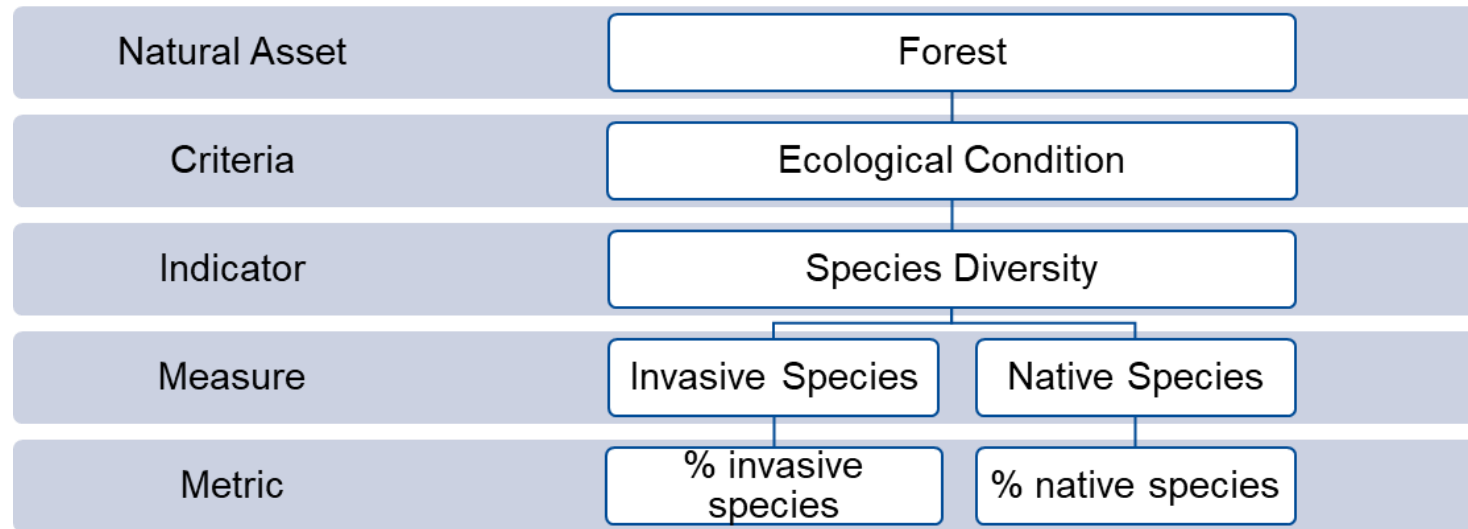 Natural Asset
Forest
Criteria
Ecological Condition
Indicator
Species Diversity
Measure
Invasive Species
Native Species
Metric
% invasive
species
% native species